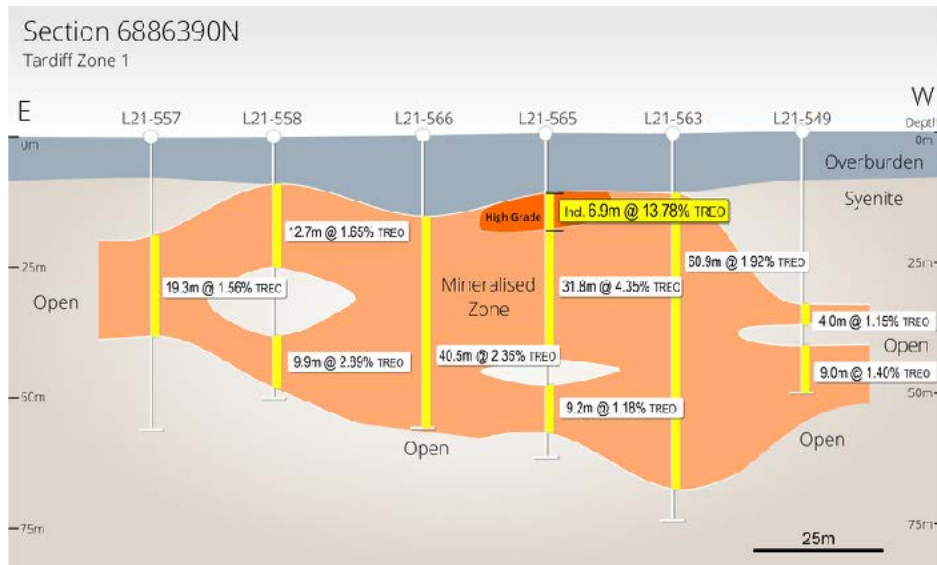 Section 6886390N
Tardiff Zone 1
E
W
L21-557
L21-558
L21-566
L21-565
L21-563
L21-549
Depth
0m
0m
Overburden
Syenite
High Grade
Incl. 6.9m @ 13.78% TREO
12.7m @ 1.65% TREO
60.9m @ 1.92% TREO
25m
25m
Open
19.3m @ 1.56% TREO
Mineralised
Zone
31.8m @ 4.35% TREO
4.0m @ 1.15% TREO
Open
9.9m @ 2.89% TREO
40.5m @ 2.35% TREO
9.0m @ 1.40% TREO
50m
50m
9.2m @ 1.18% TREO
Open
Open
75m
75m
25m